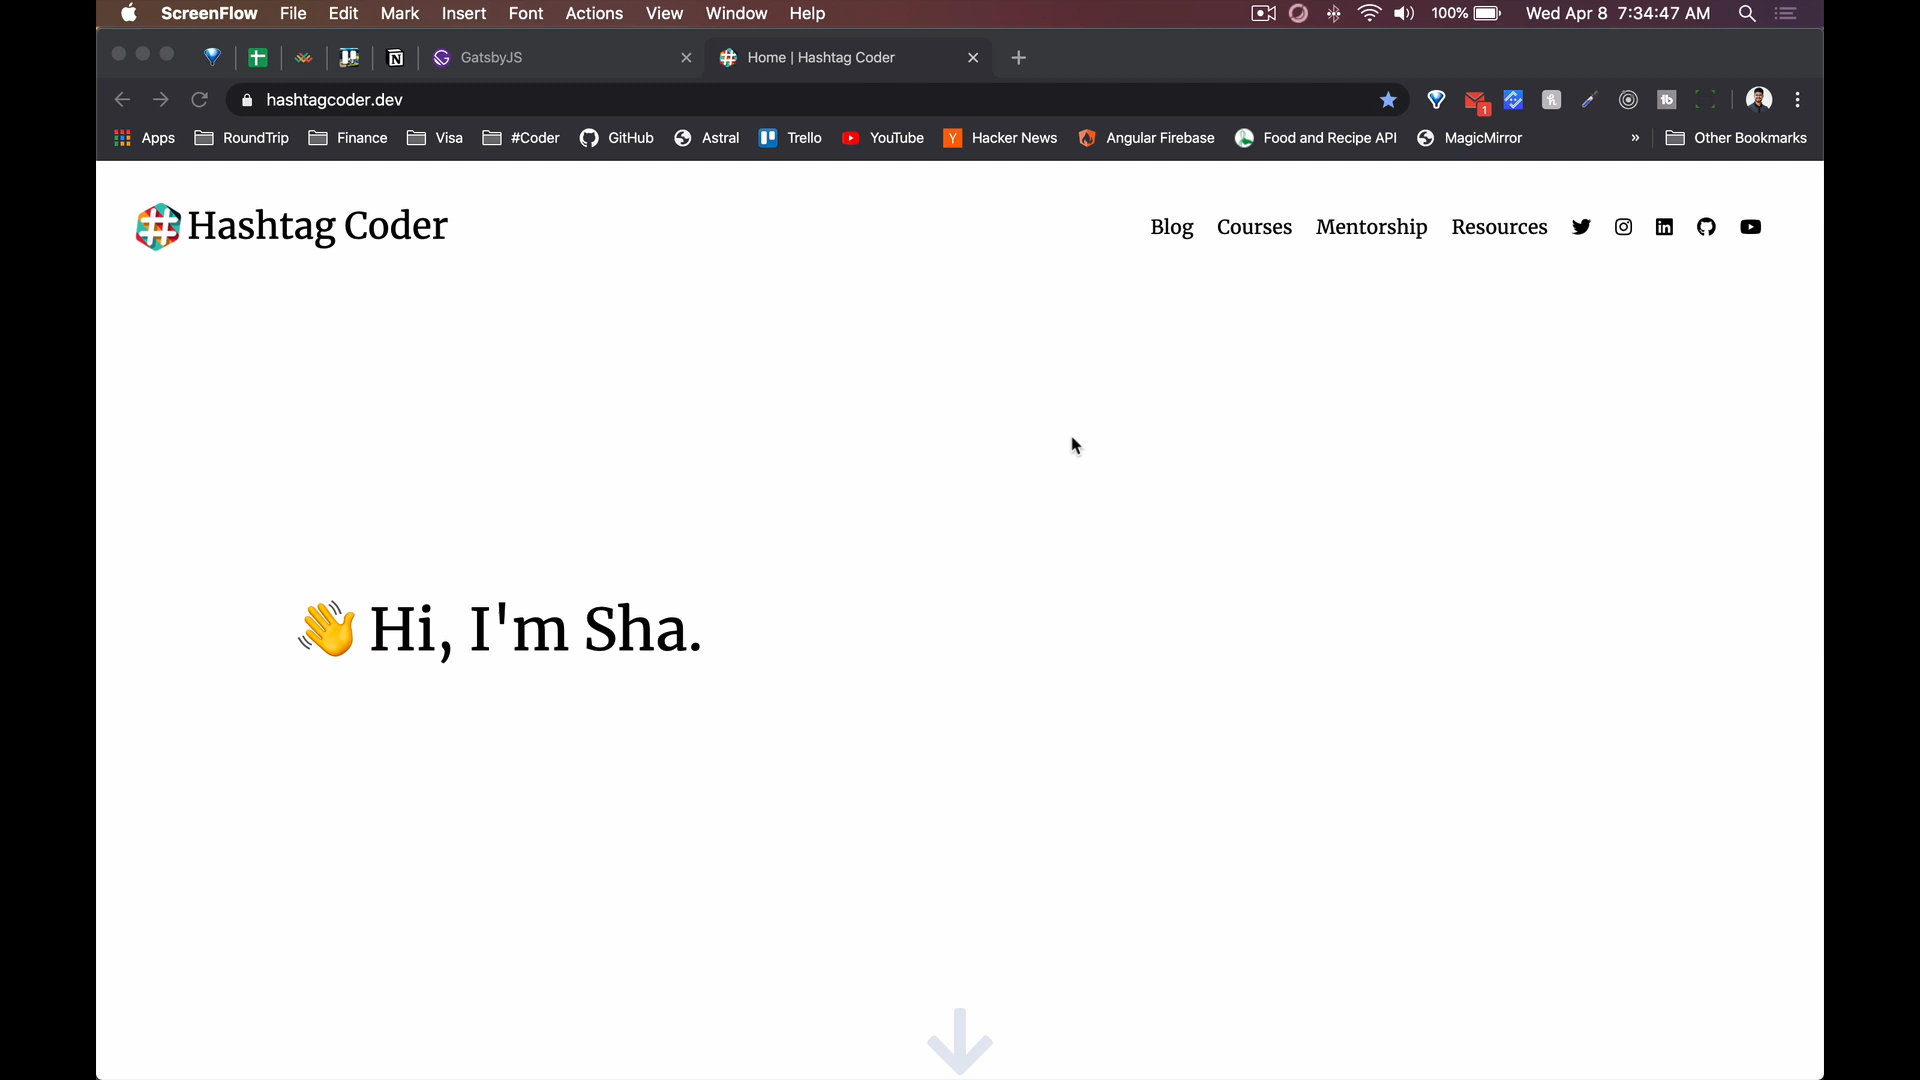 ScreenFlow File Edit Mark Insert Font Actions View Window Help 100% Wed Apr 8 7:34:47 AM
GatsbyJS Home | Hashtag Coder
hashtagcoder.dev 1 tb
Apps RoundTrip Finance Visa #Coder GitHub Astral Trello YouTube Y Hacker News Angular Firebase Food and Recipe API MagicMirror » Other Bookmarks
# Hashtag Coder Blog Courses Mentorship Resources
👋 Hi, I'm Sha.